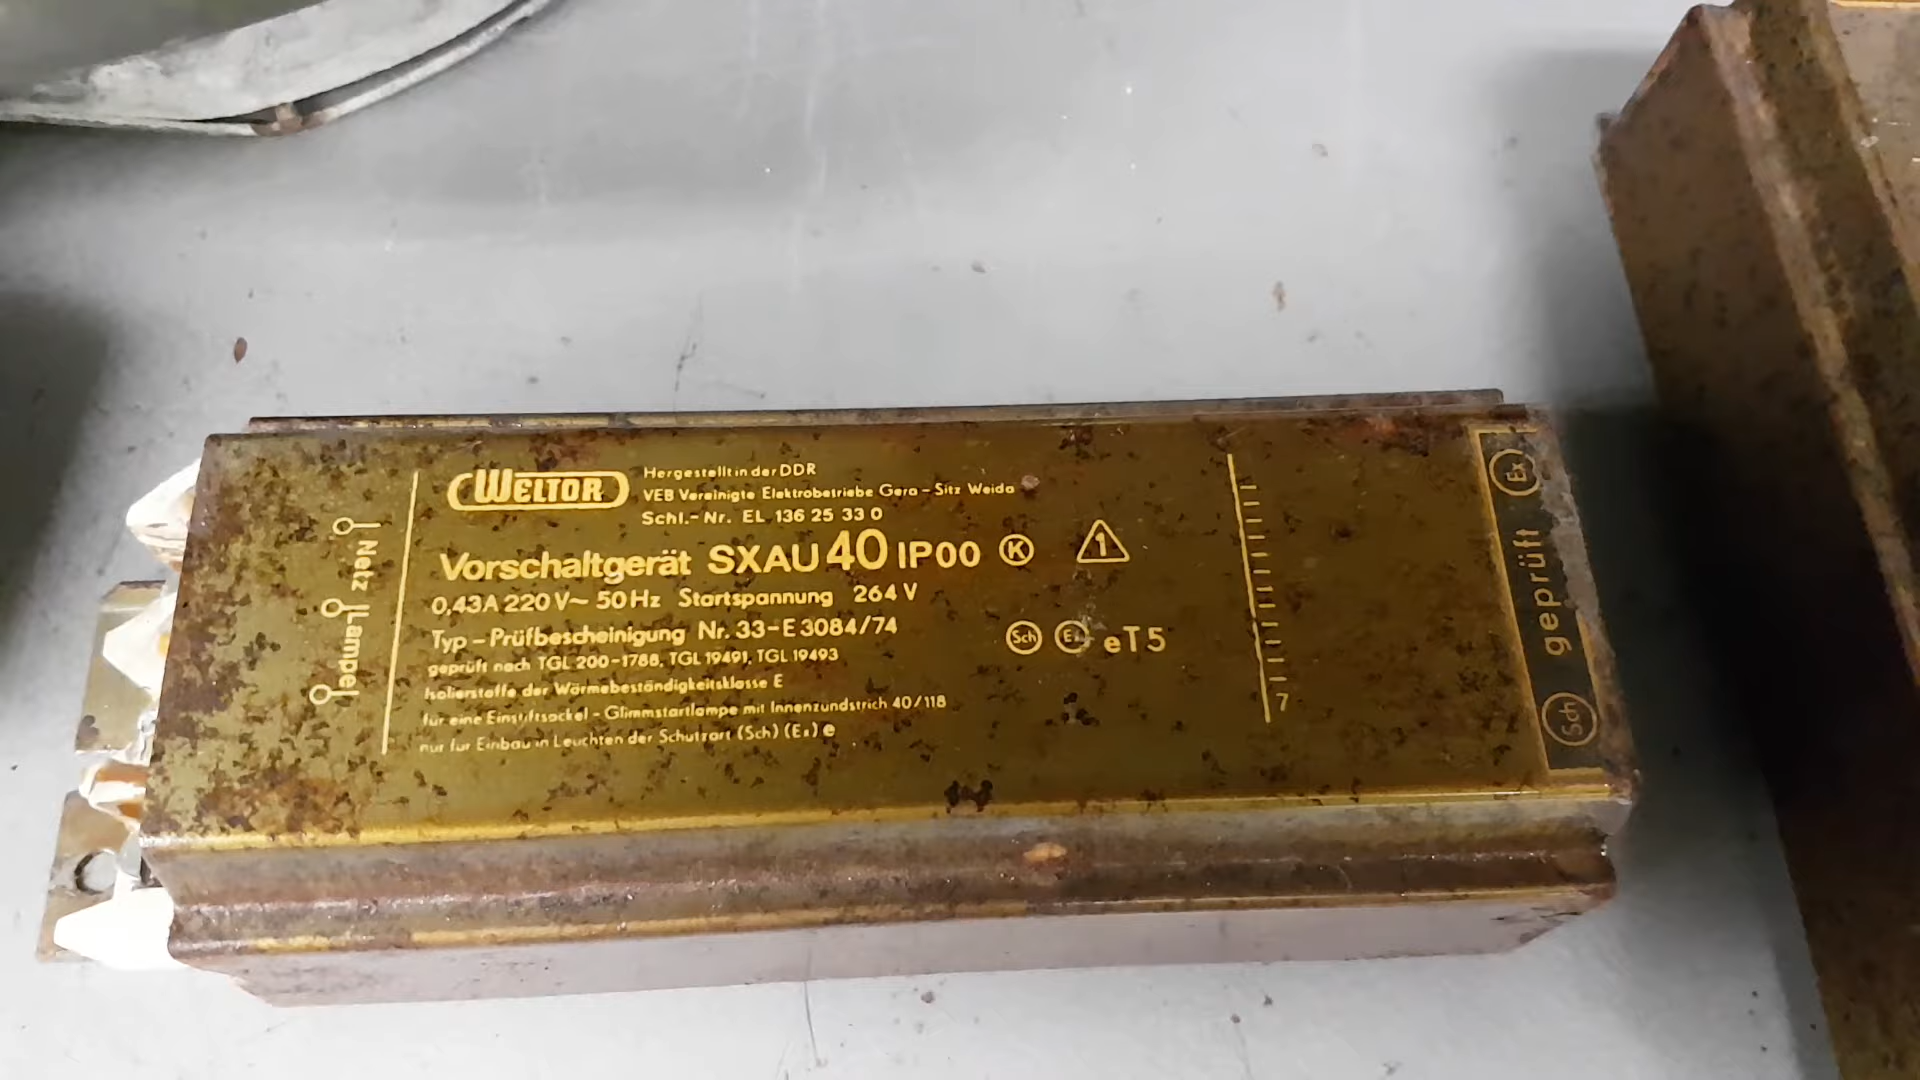 WELTOR
Hergestellt in der DDR
VEB Vereinigte Elektrobetriebe Gera - Sitz Weida
Schl.-Nr. EL 136 25 33 0
Vorschaltgerät SXAU 40 IP00 K 1
0,43A 220V~ 50Hz Startspannung 264 V
Typ-Prüfbescheinigung Nr. 33-E 3084/74
Sch Ex eT5
geprüft nach TGL 200-1788, TGL 19491, TGL 19493
Isolierstoffe der Wärmebeständigkeitsklasse E
für eine Einstiftsockel-Glimmstartlampe mit Innenzündstrich 40/118
nur für Einbau in Leuchten der Schutzart (Sch) (Ex) e
Netz
Lampe
7
Sch geprüft Ex